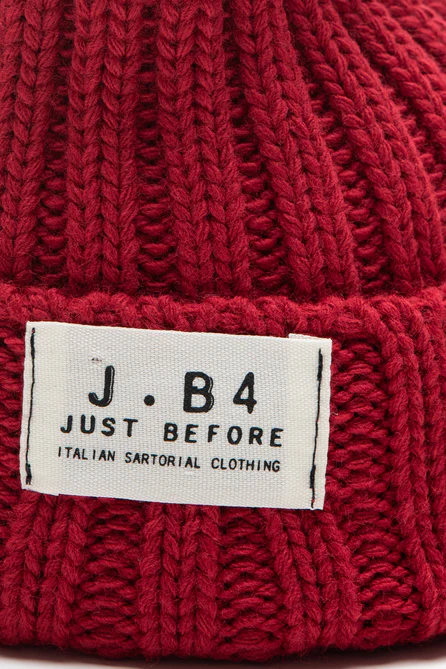 J.B4
JUST BEFORE
ITALIAN SARTORIAL CLOTHING